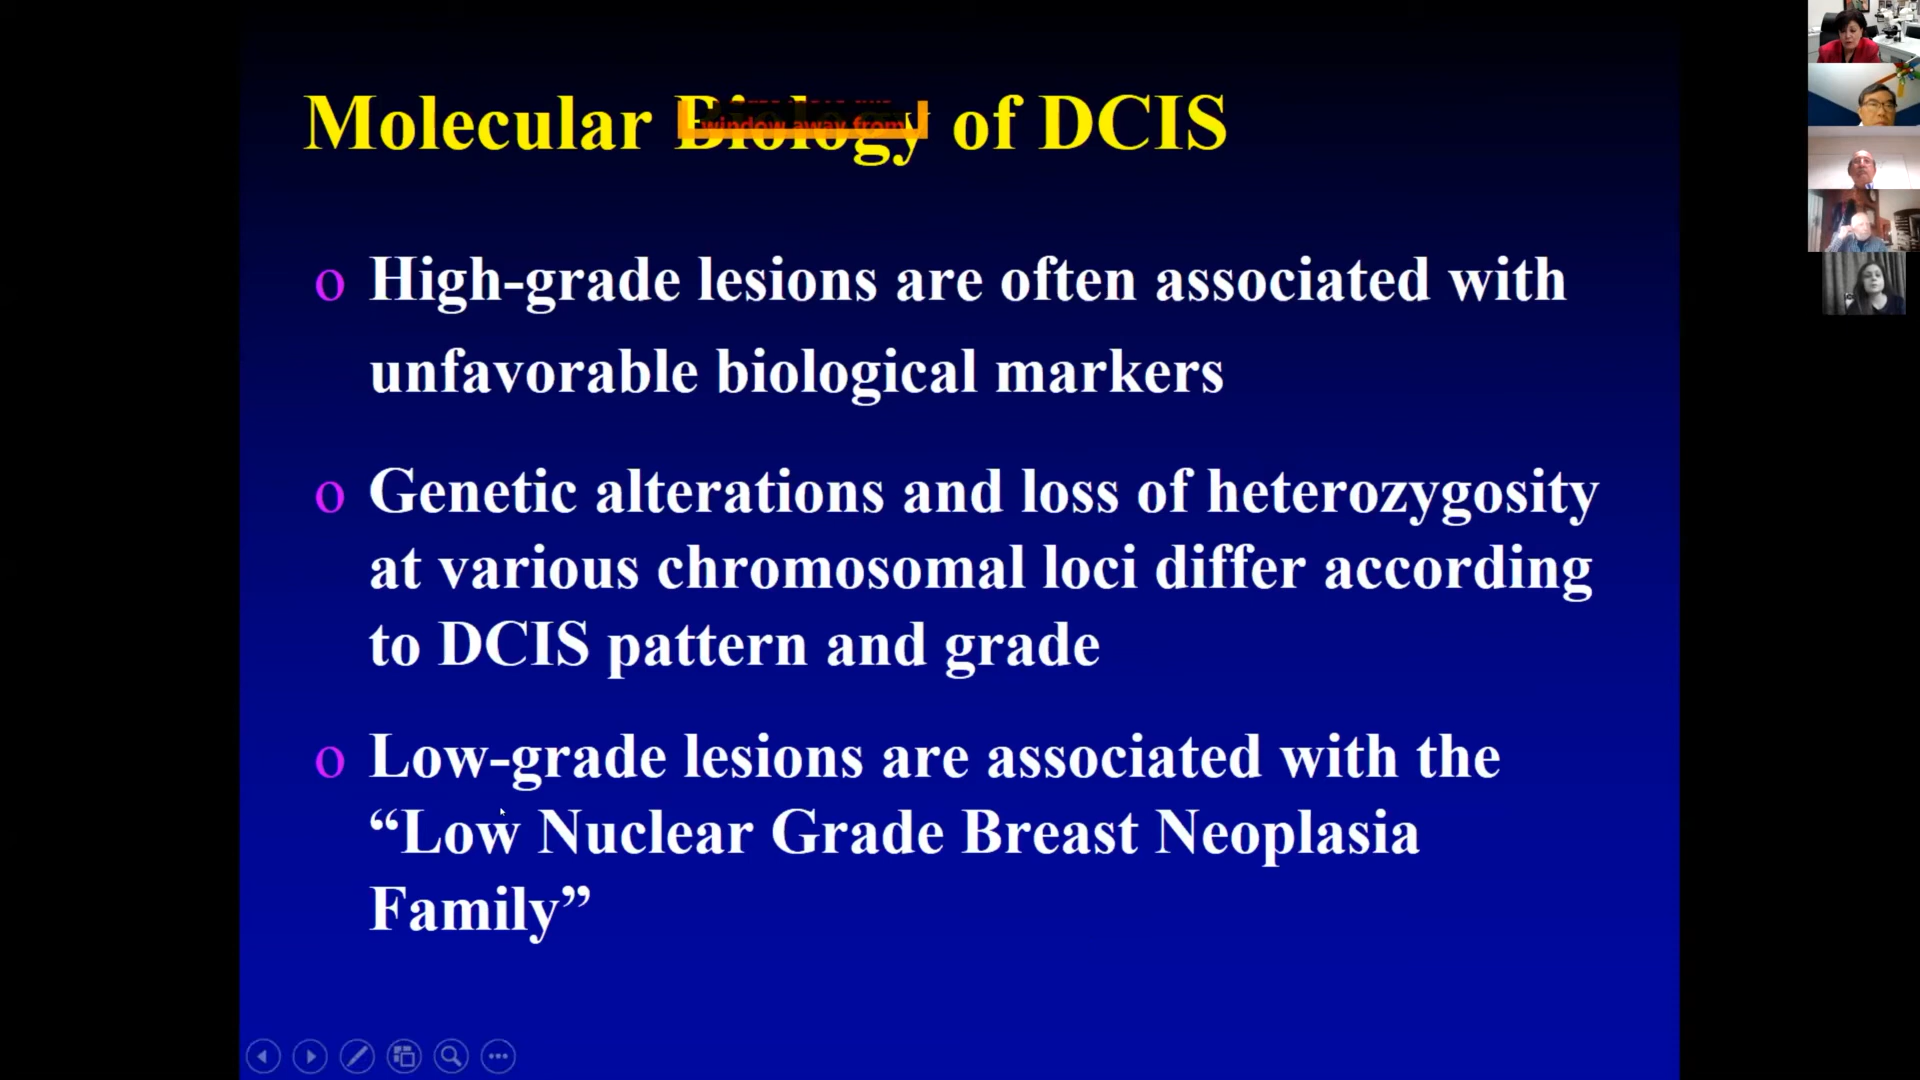 Molecular Biology of DCIS
window away from
o High-grade lesions are often associated with
unfavorable biological markers
o Genetic alterations and loss of heterozygosity
at various chromosomal loci differ according
to DCIS pattern and grade
o Low-grade lesions are associated with the
“Low Nuclear Grade Breast Neoplasia
Family”